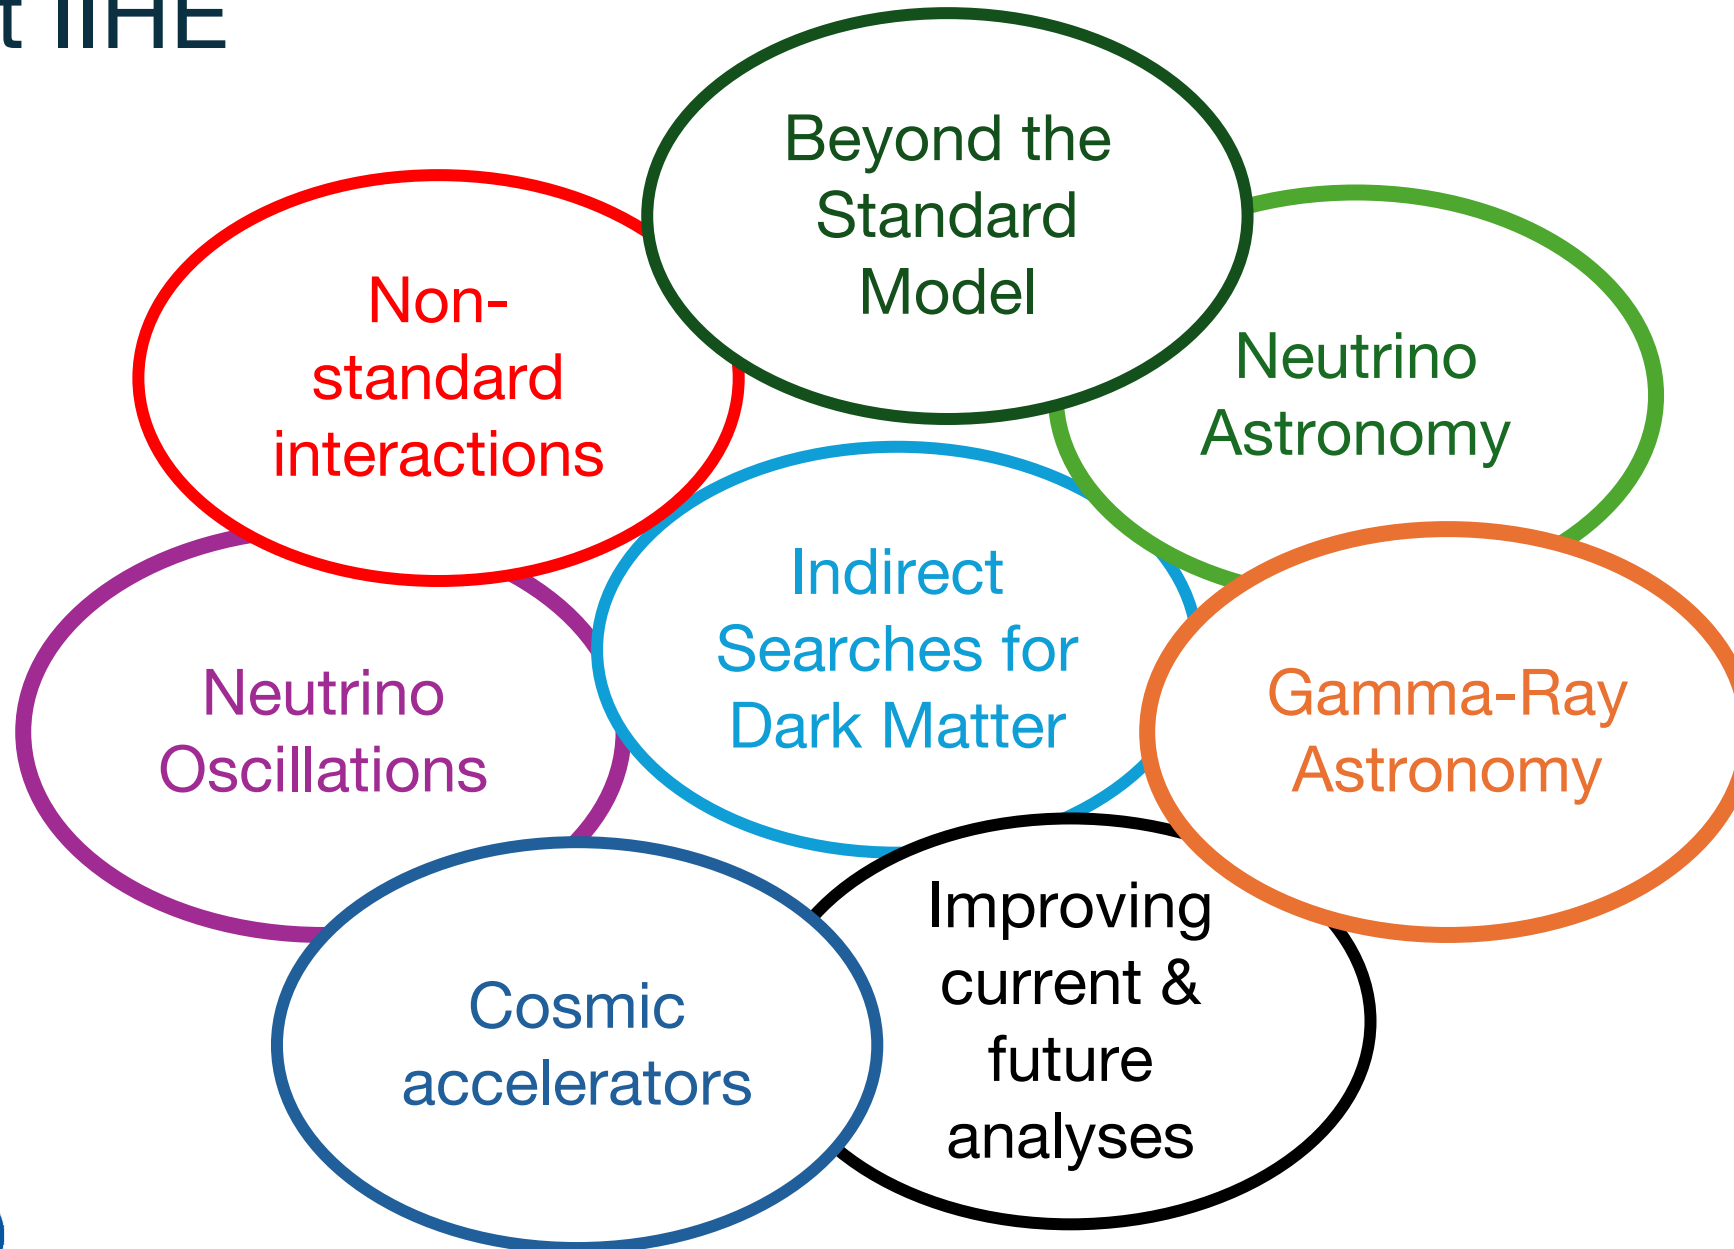 t IIHE
Beyond the
Standard
Model
Non-
standard
interactions
Neutrino
Astronomy
Indirect
Searches for
Dark Matter
Neutrino
Oscillations
Gamma-Ray
Astronomy
Improving
current &
future
analyses
Cosmic
accelerators